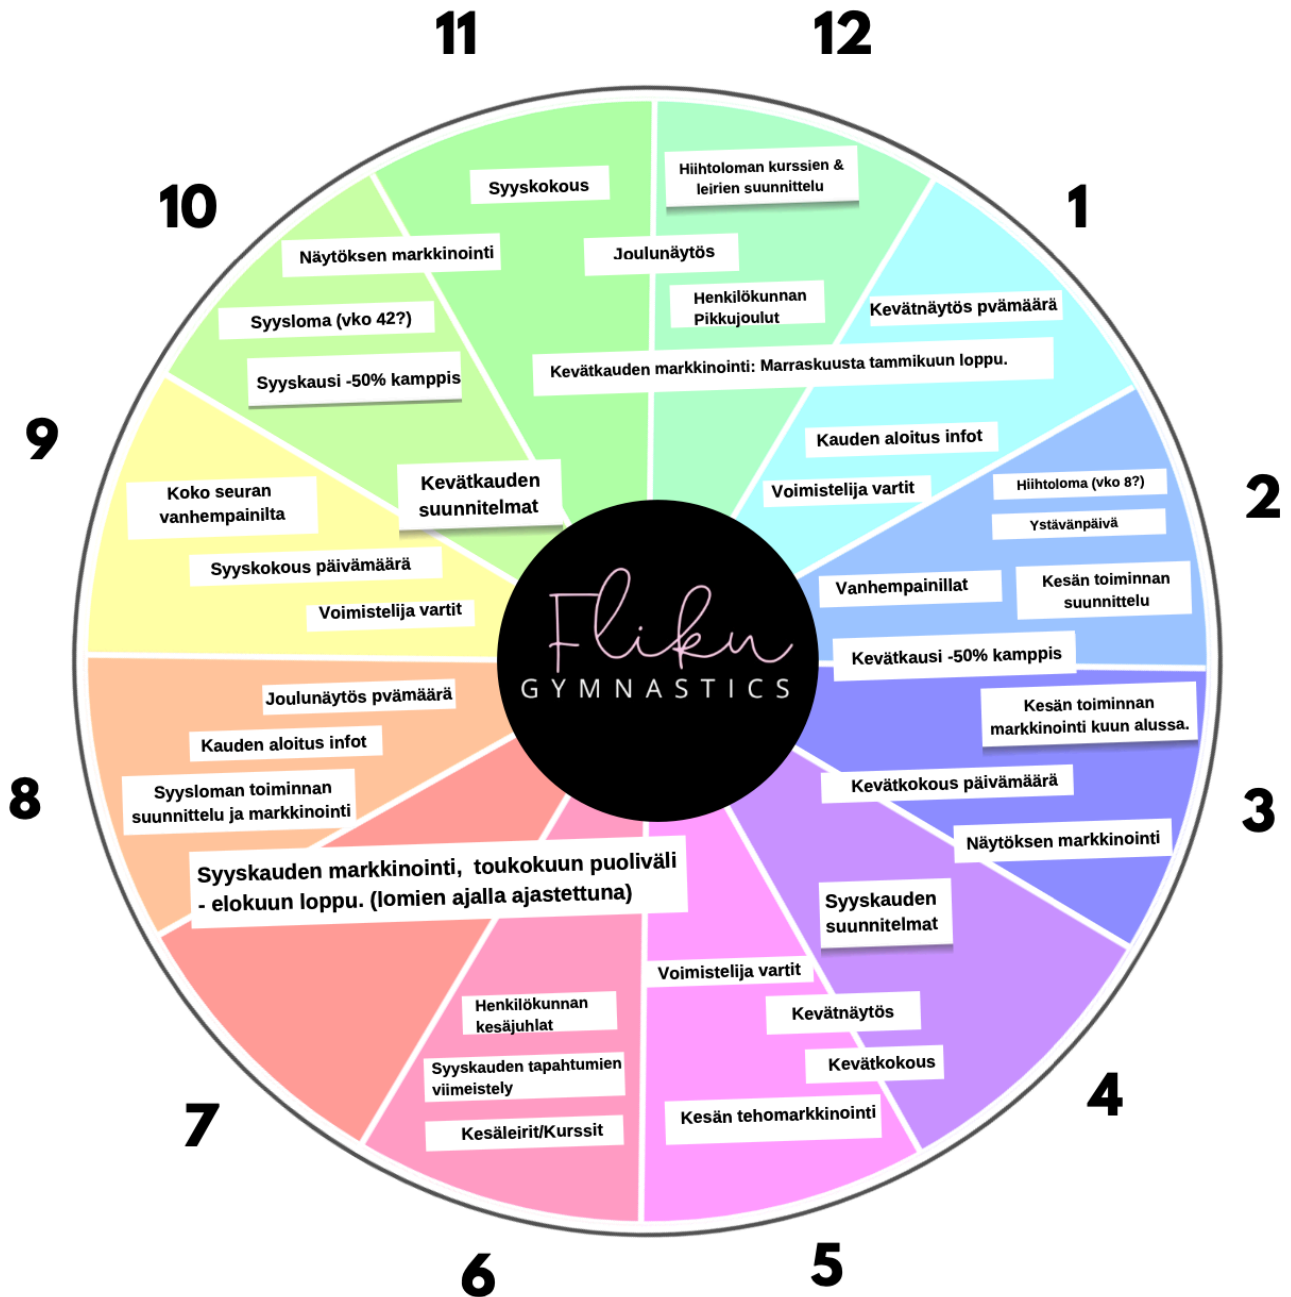 11
12
10
1
9
2
8
3
7
4
6
5
Syyskokous
Hiihtoloman kurssien &
leirien suunnittelu
Näytöksen markkinointi
Joulunäytös
Henkilökunnan
Pikkujoulut
Syysloma (vko 42?)
Kevätnäytös pvämäärä
Syyskausi -50% kamppis
Kevätkauden markkinointi: Marraskuusta tammikuun loppu.
Kauden aloitus infot
Voimistelija vartit
Kevätkauden
suunnitelmat
Koko seuran
vanhempainilta
Syyskokous päivämäärä
Voimistelija vartit
Hiihtoloma (vko 8?)
Ystävänpäivä
Vanhempainillat
Kesän toiminnan
suunnittelu
Kevätkausi -50% kamppis
Fliku
GYMNASTICS
Joulunäytös pvämäärä
Kauden aloitus infot
Syysloman toiminnan
suunnittelu ja markkinointi
Kesän toiminnan
markkinointi kuun alussa.
Kevätkokous päivämäärä
Näytöksen markkinointi
Syyskauden markkinointi, toukokuun puoliväli
- elokuun loppu. (lomien ajalla ajastettuna)
Syyskauden
suunnitelmat
Voimistelija vartit
Kevätnäytös
Kevätkokous
Kesän tehomarkkinointi
Henkilökunnan
kesäjuhlat
Syyskauden tapahtumien
viimeistely
Kesäleirit/Kurssit